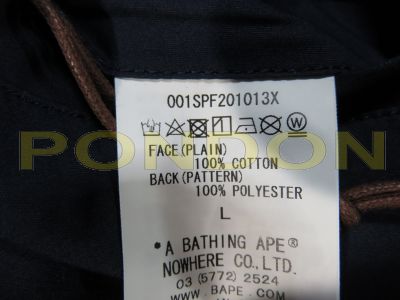 001SPF201013X
W
FACE(PLAIN)
100% COTTON
BACK(PATTERN)
100% POLYESTER
PONDON
L
*A BATHING APE®
NOWHERE CO.,LTD.
03(5772)2524
WWW.BAPE.COM